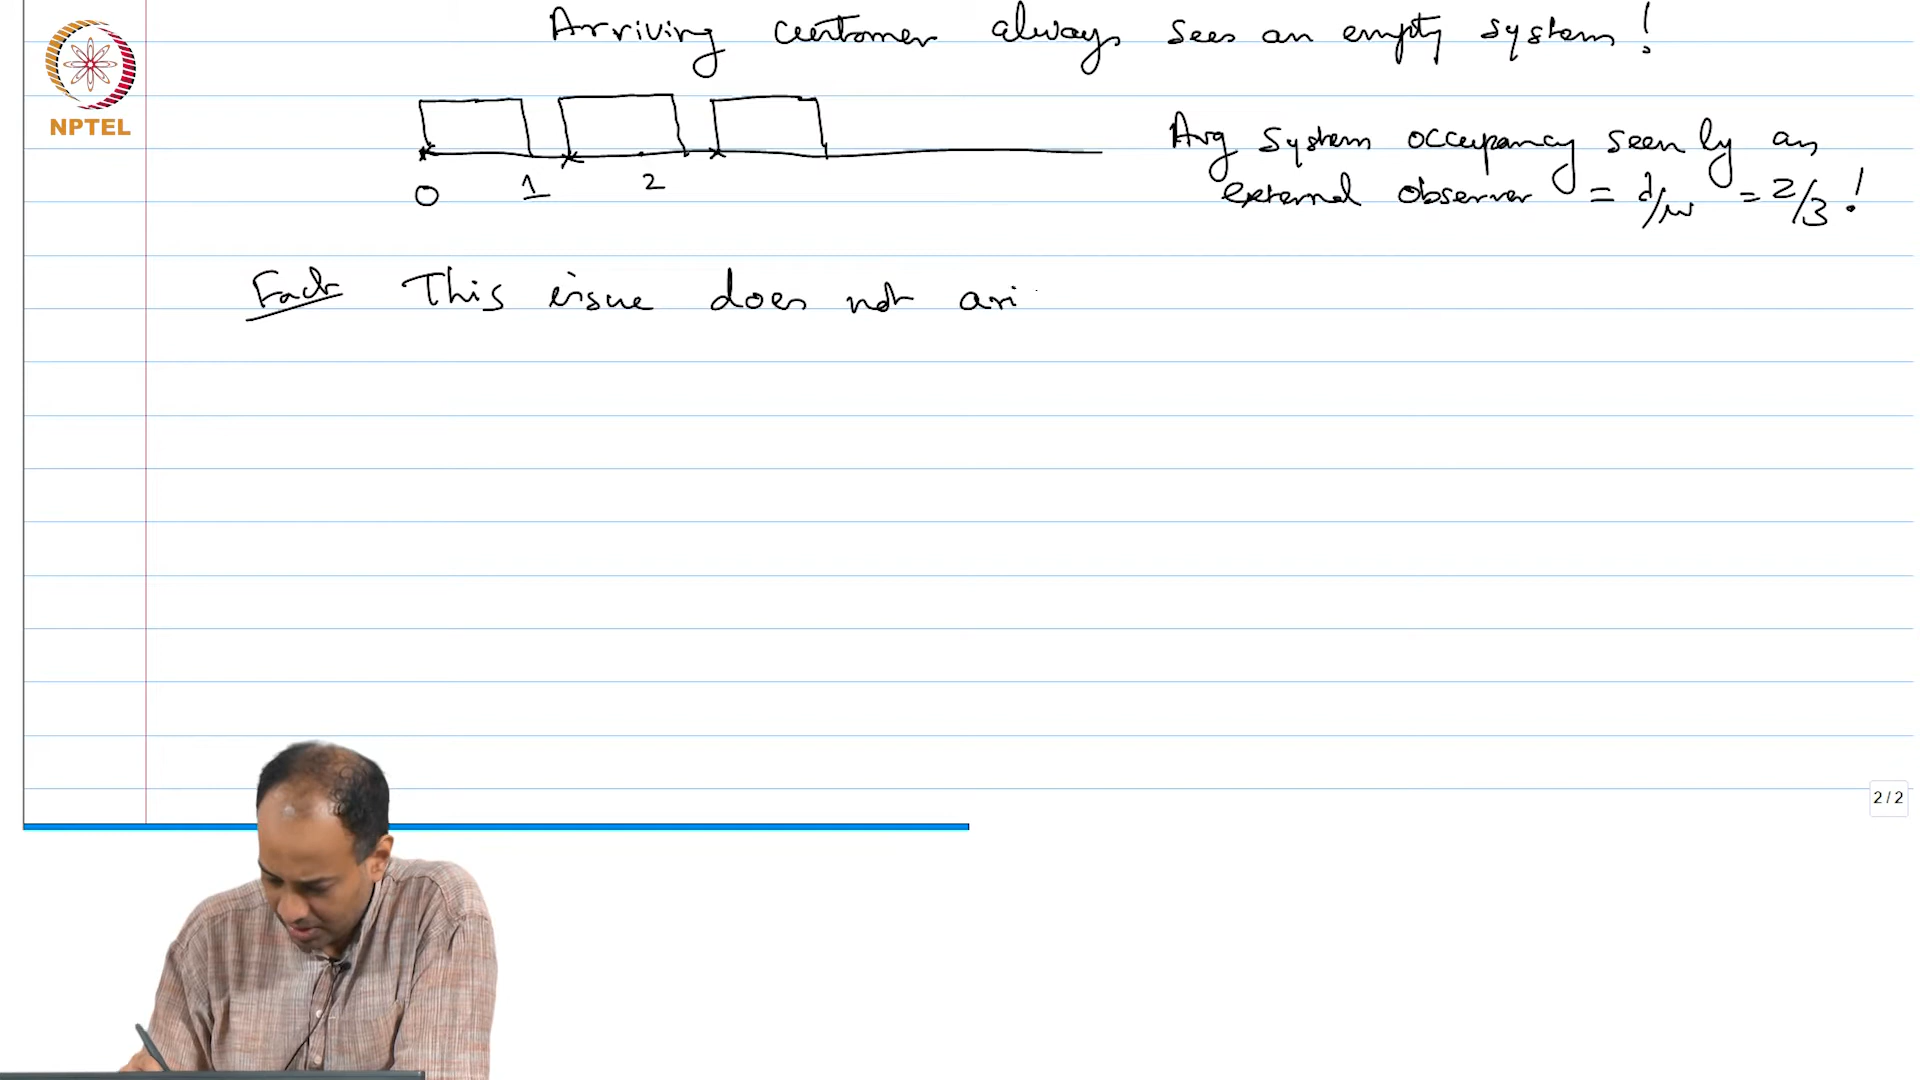 Arriving customer always sees an empty system!
NPTEL
Avg system occupancy seen by an
external observer = λ/μ = 2/3!
0 1 2
Fact This issue does not ari
2/2